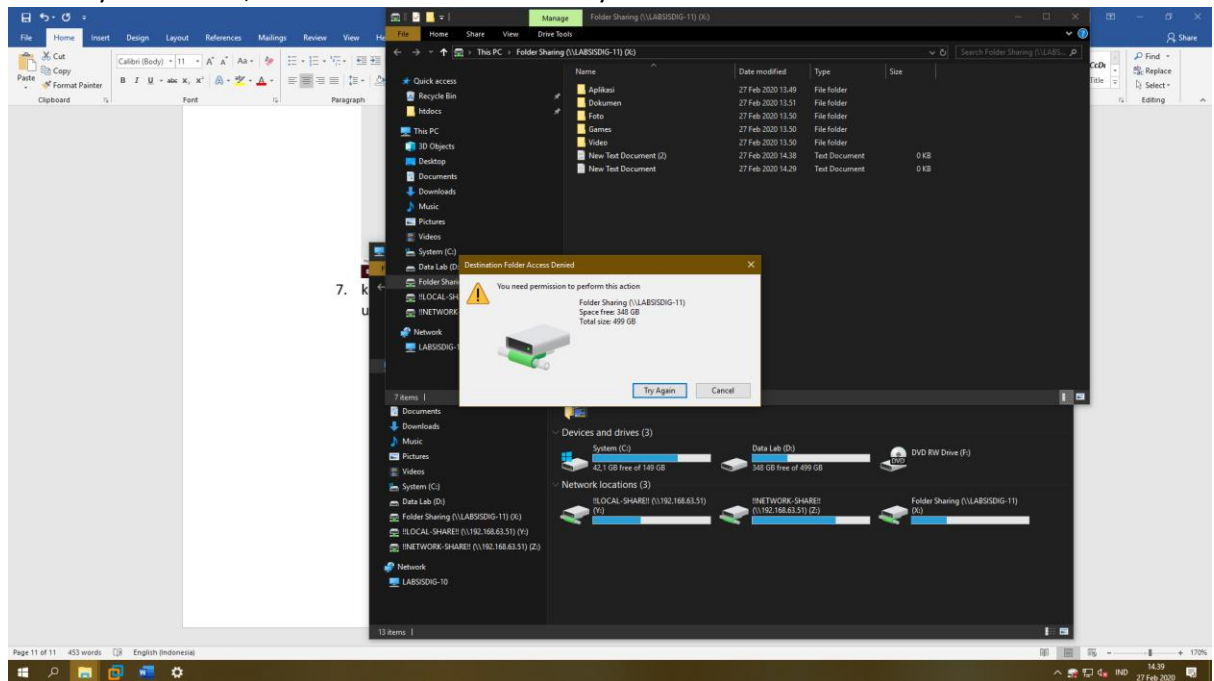 Manage
Folder Sharing (\\LABSISDIG-11) (X:)
File Home Insert Design Layout References Mailings Review View
Share
File Home Share View Drive Tools
Cut
Copy
Format Painter
Paste
Clipboard
Calibri (Body) 11
Font
Paragraph
Find
Replace
Select
Editing
This PC › Folder Sharing (\\LABSISDIG-11) (X:)
Search Folder Sharing (\\LABS...
Quick access
Recycle Bin
htdocs
This PC
3D Objects
Desktop
Documents
Downloads
Music
Pictures
Videos
System (C:)
Data Lab (D:
Folder Shari
!!LOCAL-SH
!!NETWORK
Network
LABSISDIG-1
Name Date modified Type Size
Aplikasi 27 Feb 2020 13.49 File folder
Dokumen 27 Feb 2020 13.51 File folder
Foto 27 Feb 2020 13.50 File folder
Games 27 Feb 2020 13.50 File folder
Video 27 Feb 2020 13.50 File folder
New Text Document (2) 27 Feb 2020 14.38 Text Document 0 KB
New Text Document 27 Feb 2020 14.29 Text Document 0 KB
7. k
u
Destination Folder Access Denied
You need permission to perform this action
Folder Sharing (\\LABSISDIG-11)
Space free: 348 GB
Total size: 499 GB
Try Again Cancel
7 items
Documents
Downloads
Music
Pictures
Videos
System (C:)
Data Lab (D:)
Folder Sharing (\\LABSISDIG-11) (X:)
!!LOCAL-SHARE!! (\\192.168.63.51) (Y:)
!!NETWORK-SHARE!! (\\192.168.63.51) (Z:)
Network
LABSISDIG-10
Devices and drives (3)
System (C:)
42,1 GB free of 149 GB
Data Lab (D:)
348 GB free of 499 GB
DVD RW Drive (F:)
Network locations (3)
!!LOCAL-SHARE!! (\\192.168.63.51)
(Y:)
!!NETWORK-SHARE!!
(\\192.168.63.51) (Z:)
Folder Sharing (\\LABSISDIG-11)
(X:)
13 items
Page 11 of 11 453 words English (Indonesia)
170%
IND
14.39
27 Feb 2020